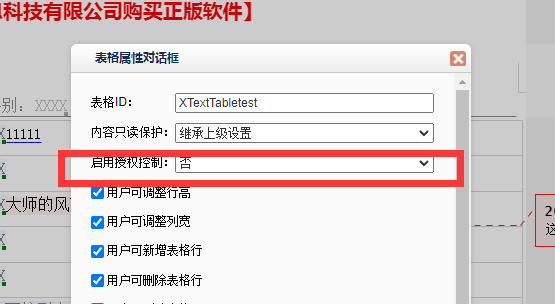 科技有限公司购买正版软件】
表格属性对话框
别: XXXX
表格ID: XTextTabletest
内容只读保护: 继承上级设置
11111
启用授权控制: 否
用户可调整行高
大师的风
用户可调整列宽
用户可新增表格行
用户可删除表格行